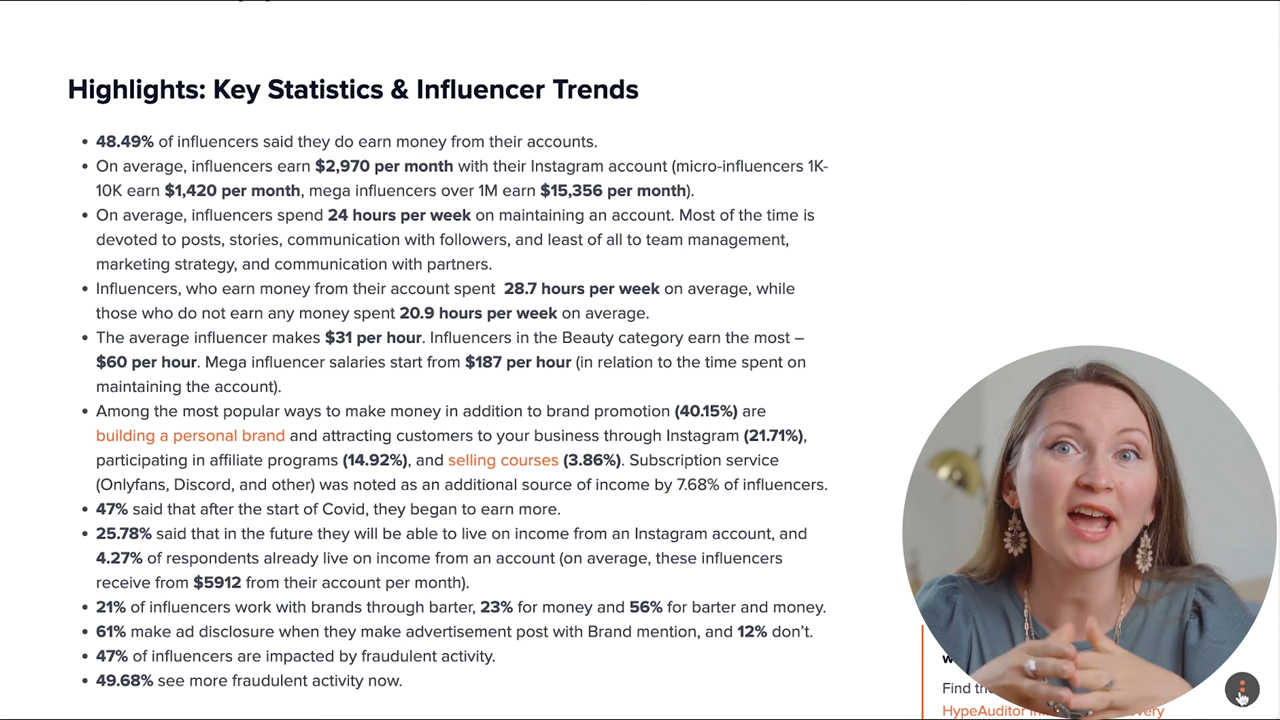 Highlights: Key Statistics & Influencer Trends
• 48.49% of influencers said they do earn money from their accounts.
• On average, influencers earn $2,970 per month with their Instagram account (micro-influencers 1K-
10K earn $1,420 per month, mega influencers over 1M earn $15,356 per month).
• On average, influencers spend 24 hours per week on maintaining an account. Most of the time is
devoted to posts, stories, communication with followers, and least of all to team management,
marketing strategy, and communication with partners.
• Influencers, who earn money from their account spent 28.7 hours per week on average, while
those who do not earn any money spent 20.9 hours per week on average.
• The average influencer makes $31 per hour. Influencers in the Beauty category earn the most –
$60 per hour. Mega influencer salaries start from $187 per hour (in relation to the time spent on
maintaining the account).
• Among the most popular ways to make money in addition to brand promotion (40.15%) are
building a personal brand and attracting customers to your business through Instagram (21.71%),
participating in affiliate programs (14.92%), and selling courses (3.86%). Subscription service
(Onlyfans, Discord, and other) was noted as an additional source of income by 7.68% of influencers.
• 47% said that after the start of Covid, they began to earn more.
• 25.78% said that in the future they will be able to live on income from an Instagram account, and
4.27% of respondents already live on income from an account (on average, these influencers
receive from $5912 from their account per month).
• 21% of influencers work with brands through barter, 23% for money and 56% for barter and money.
• 61% make ad disclosure when they make advertisement post with Brand mention, and 12% don't.
• 47% of influencers are impacted by fraudulent activity.
• 49.68% see more fraudulent activity now.
Find
HypeAuditor